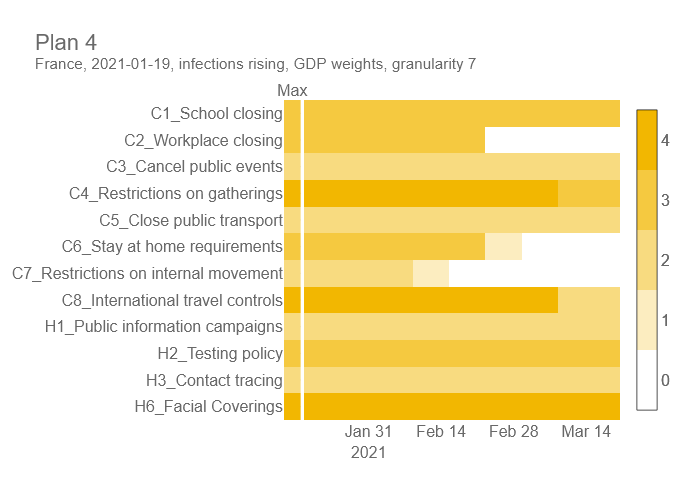 Plan 4
France, 2021-01-19, infections rising, GDP weights, granularity 7
Max
C1_School closing
C2_Workplace closing
C3_Cancel public events
C4_Restrictions on gatherings
C5_Close public transport
C6_Stay at home requirements
C7_Restrictions on internal movement
C8_International travel controls
H1_Public information campaigns
H2_Testing policy
H3_Contact tracing
H6_Facial Coverings
4
3
2
1
0
Jan 31 Feb 14 Feb 28 Mar 14
2021